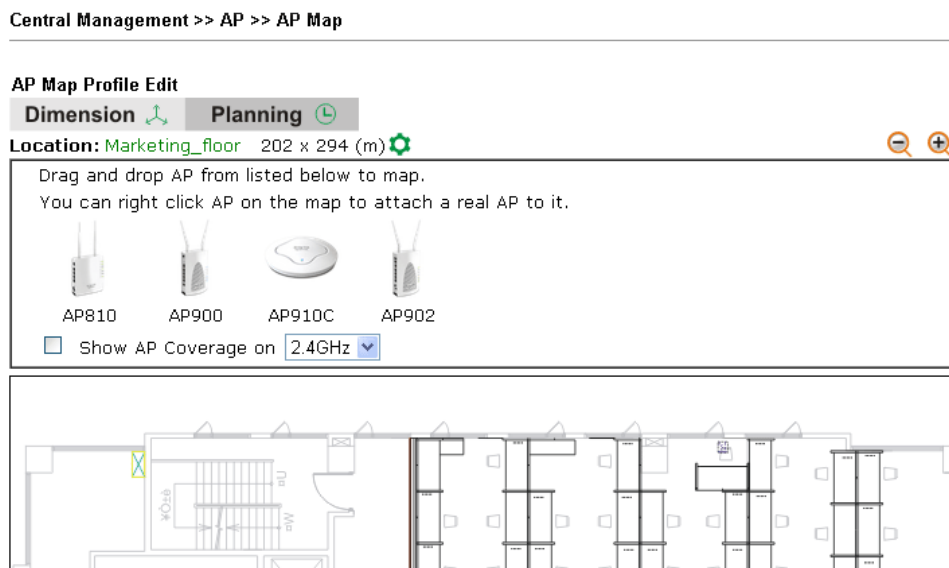 Central Management >> AP >> AP Map
AP Map Profile Edit
Dimension Planning
Location: Marketing_floor 202 x 294 (m)
Drag and drop AP from listed below to map.
You can right click AP on the map to attach a real AP to it.
AP810 AP900 AP910C AP902
Show AP Coverage on 2.4GHz